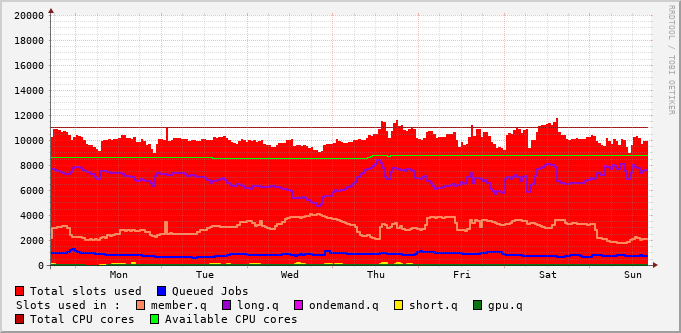 20000
18000
16000
14000
12000
10000
8000
6000
4000
2000
0
Mon Tue Wed Thu Fri Sat Sun
RRDTOOL / TOBI OETIKER
Total slots used Queued Jobs
Slots used in : member.q long.q ondemand.q short.q gpu.q
Total CPU cores Available CPU cores